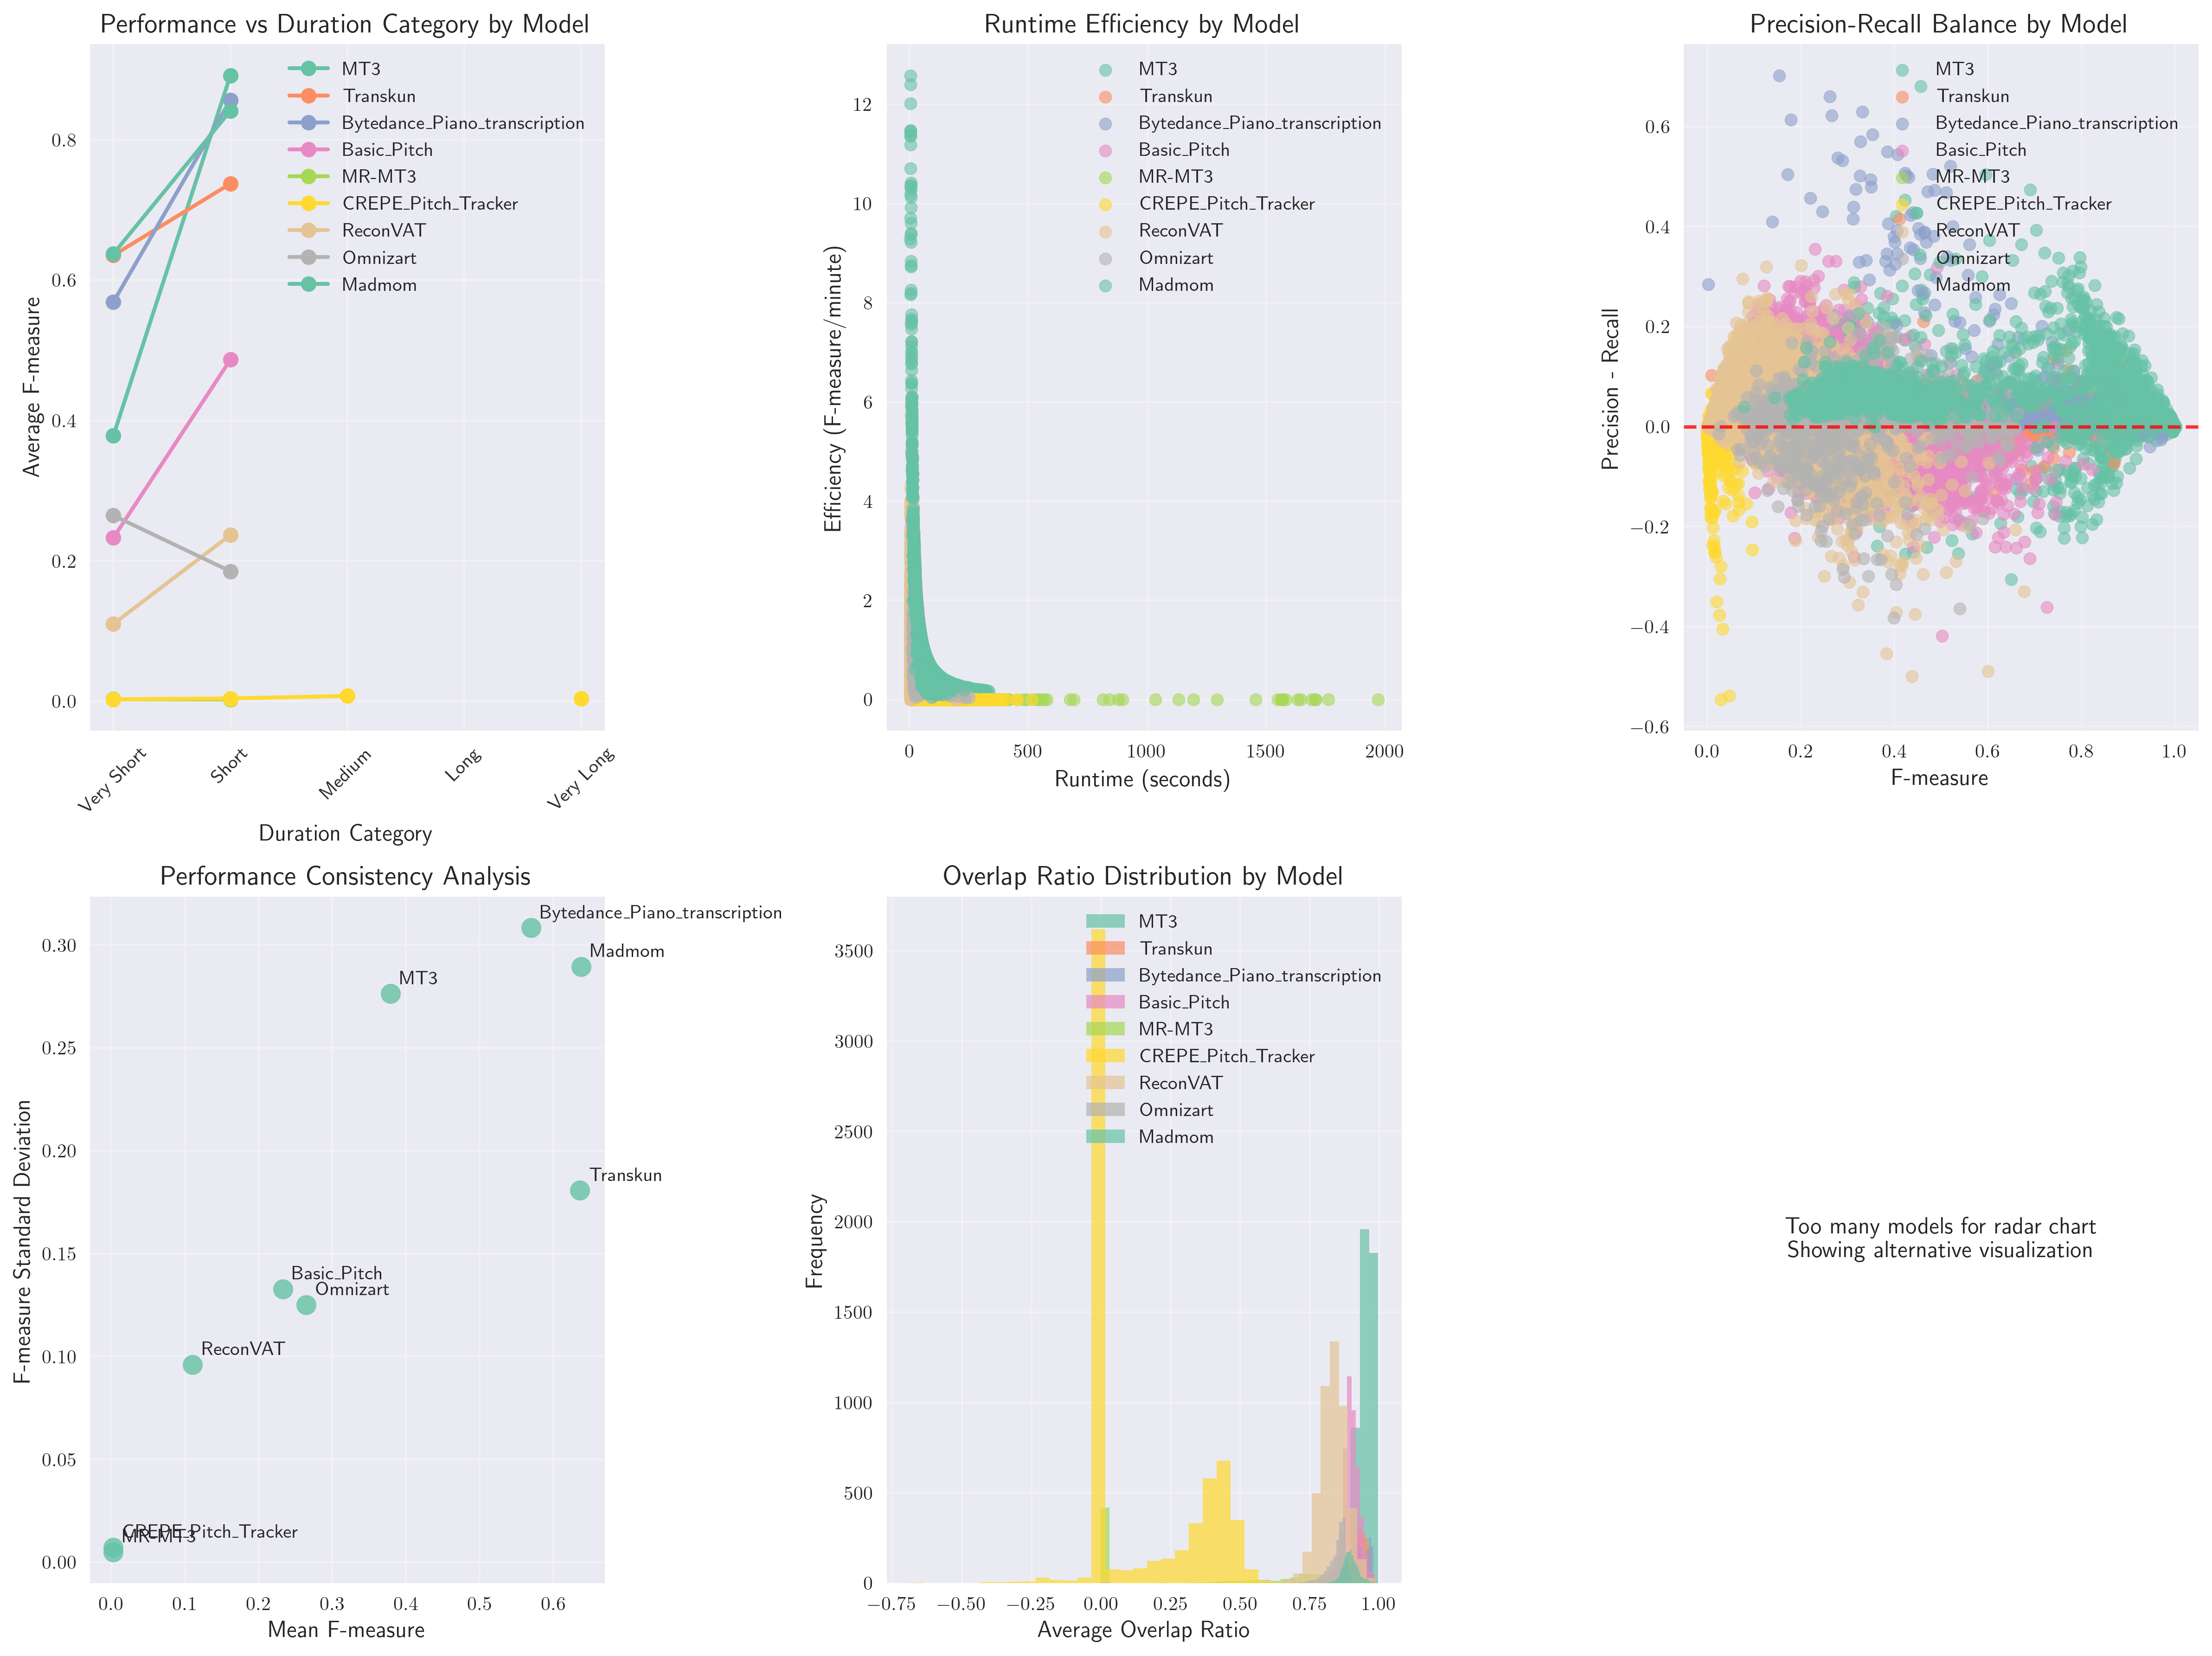 Performance vs Duration Category by Model
MT3
Transkun
Bytedance_Piano_transcription
Basic_Pitch
MR-MT3
CREPE_Pitch_Tracker
ReconVAT
Omnizart
Madmom
Average F-measure
0.8
0.6
0.4
0.2
0.0
Very Short
Short
Medium
Long
Very Long
Duration Category
Runtime Efficiency by Model
MT3
Transkun
Bytedance_Piano_transcription
Basic_Pitch
MR-MT3
CREPE_Pitch_Tracker
ReconVAT
Omnizart
Madmom
Efficiency (F-measure/minute)
12
10
8
6
4
2
0
0
500
1000
1500
2000
Runtime (seconds)
Precision-Recall Balance by Model
MT3
Transkun
Bytedance_Piano_transcription
Basic_Pitch
MR-MT3
CREPE_Pitch_Tracker
ReconVAT
Omnizart
Madmom
Precision - Recall
0.6
0.4
0.2
0.0
−0.2
−0.4
−0.6
0.0
0.2
0.4
0.6
0.8
1.0
F-measure
Performance Consistency Analysis
Bytedance_Piano_transcription
Madmom
MT3
Transkun
Basic_Pitch
Omnizart
ReconVAT
CREPE_Pitch_Tracker
MR-MT3
F-measure Standard Deviation
0.30
0.25
0.20
0.15
0.10
0.05
0.00
0.0
0.1
0.2
0.3
0.4
0.5
0.6
Mean F-measure
Overlap Ratio Distribution by Model
MT3
Transkun
Bytedance_Piano_transcription
Basic_Pitch
MR-MT3
CREPE_Pitch_Tracker
ReconVAT
Omnizart
Madmom
Frequency
3500
3000
2500
2000
1500
1000
500
0
−0.75
−0.50
−0.25
0.00
0.25
0.50
0.75
1.00
Average Overlap Ratio
Too many models for radar chart
Showing alternative visualization